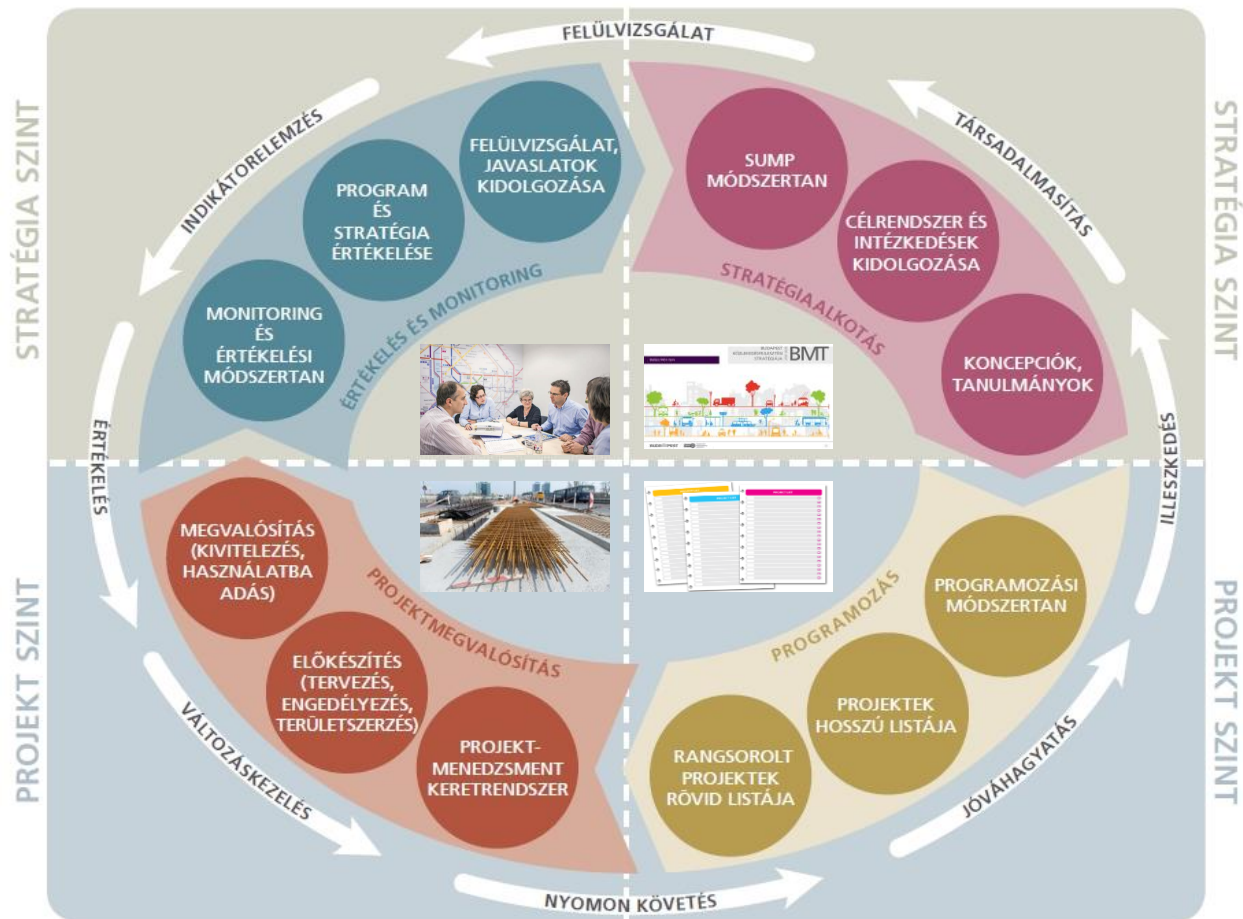 FELÜLVIZSGÁLAT
TÁRSADALMASÍTÁS
ILLESZKEDÉS
JÓVÁHAGYATÁS
NYOMON KÖVETÉS
VÁLTOZÁSKEZELÉS
ÉRTÉKELÉS
INDIKÁTORELEMZÉS
STRATÉGIA SZINT
STRATÉGIA SZINT
PROJEKT SZINT
PROJEKT SZINT
SUMP
MÓDSZERTAN
CÉLRENDSZER ÉS
INTÉZKEDÉSEK
KIDOLGOZÁSA
KONCEPCIÓK,
TANULMÁNYOK
STRATÉGIAALKOTÁS
BMT
PROGRAMOZÁSI
MÓDSZERTAN
PROJEKTEK
HOSSZÚ LISTÁJA
RANGSOROLT
PROJEKTEK
RÖVID LISTÁJA
PROGRAMOZÁS
PROJEKT-
MENEDZSMENT
KERETRENDSZER
ELŐKÉSZÍTÉS
(TERVEZÉS,
ENGEDÉLYEZÉS,
TERÜLETSZERZÉS)
MEGVALÓSÍTÁS
(KIVITELEZÉS,
HASZNÁLATBA
ADÁS)
PROJEKTMEGVALÓSÍTÁS
MONITORING
ÉS
ÉRTÉKELÉSI
MÓDSZERTAN
PROGRAM
ÉS
STRATÉGIA
ÉRTÉKELÉSE
FELÜLVIZSGÁLAT,
JAVASLATOK
KIDOLGOZÁSA
ÉRTÉKELÉS ÉS MONITORING